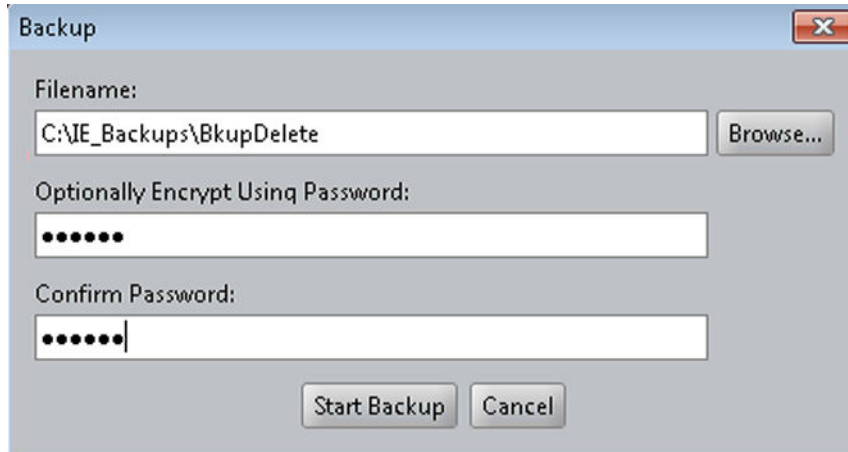 Backup
Filename:
C:\IE_Backups\BkupDelete
Browse...
Optionally Encrypt Using Password:
●●●●●●
Confirm Password:
●●●●●●
Start Backup Cancel